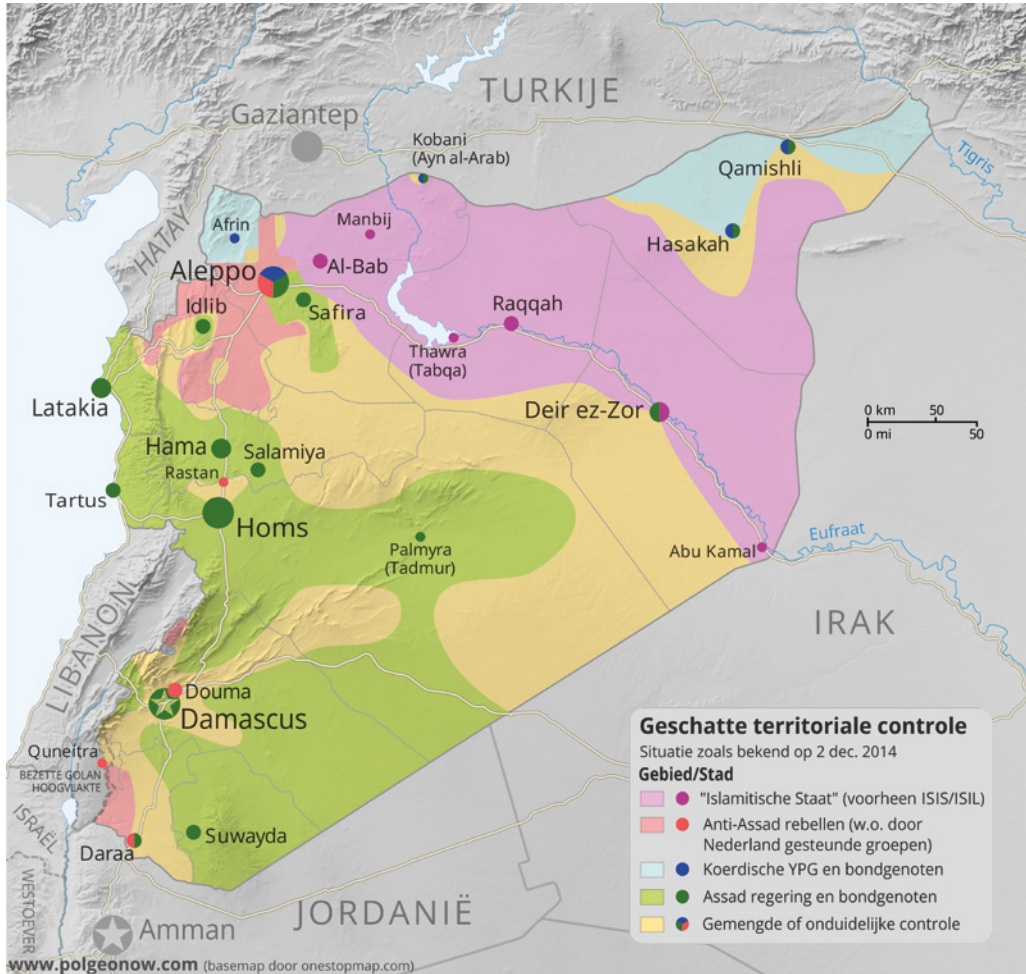 TURKIJE
Gaziantep
Kobani
(Ayn al-Arab)
Tigris
Qamishli
HATAY
Afrin
Manbij
Hasakah
Aleppo
Al-Bab
Idlib
Safira
Raqqah
Thawra
(Tabqa)
Latakia
Deir ez-Zor
0 km 50
0 mi 50
Hama
Salamiya
Rastan
Tartus
Homs
Palmyra
(Tadmur)
Abu Kamal
Eufraat
LIBANON
IRAK
Douma
Damascus
Quneitra
BEZETTE GOLAN
HOOGVLAKTE
ISRAËL
Suwayda
Daraa
WESTOEVER
JORDANIË
Amman
Geschatte territoriale controle
Situatie zoals bekend op 2 dec. 2014
Gebied/Stad
"Islamitische Staat" (voorheen ISIS/ISIL)
Anti-Assad rebellen (w.o. door
Nederland gesteunde groepen)
Koerdische YPG en bondgenoten
Assad regering en bondgenoten
Gemengde of onduidelijke controle
www.polgeonow.com (basemap door onestopmap.com)